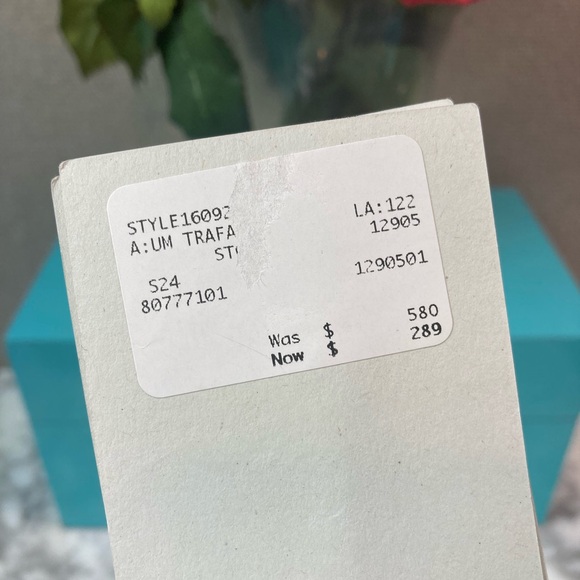 STYLE16092 LA:122
A:UM TRAFA 12905
ST
S24 1290501
80777101
580
Was $ 289
Now $